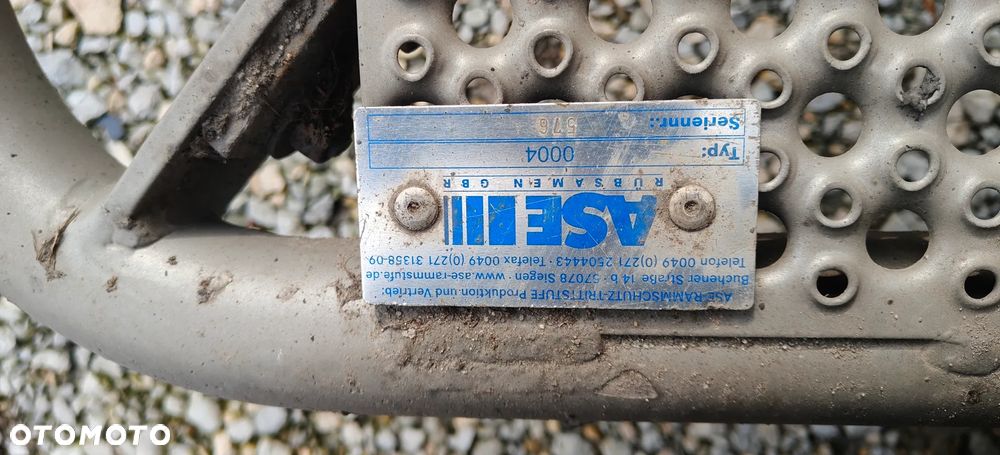 ASE-RAMMSCHUTZ-TRITTSTUFE Produktion und Vertrieb:
Buchener Straße 14 b · 57078 Siegen · www.ase-rammstufe.de
Telefon 0049 (0)271 2504443 · Telefax 0049 (0)271 31358-09
ASE
RÜBSAMEN GBR
Typ: 0004
Seriennr.: 576
OTOMOTO